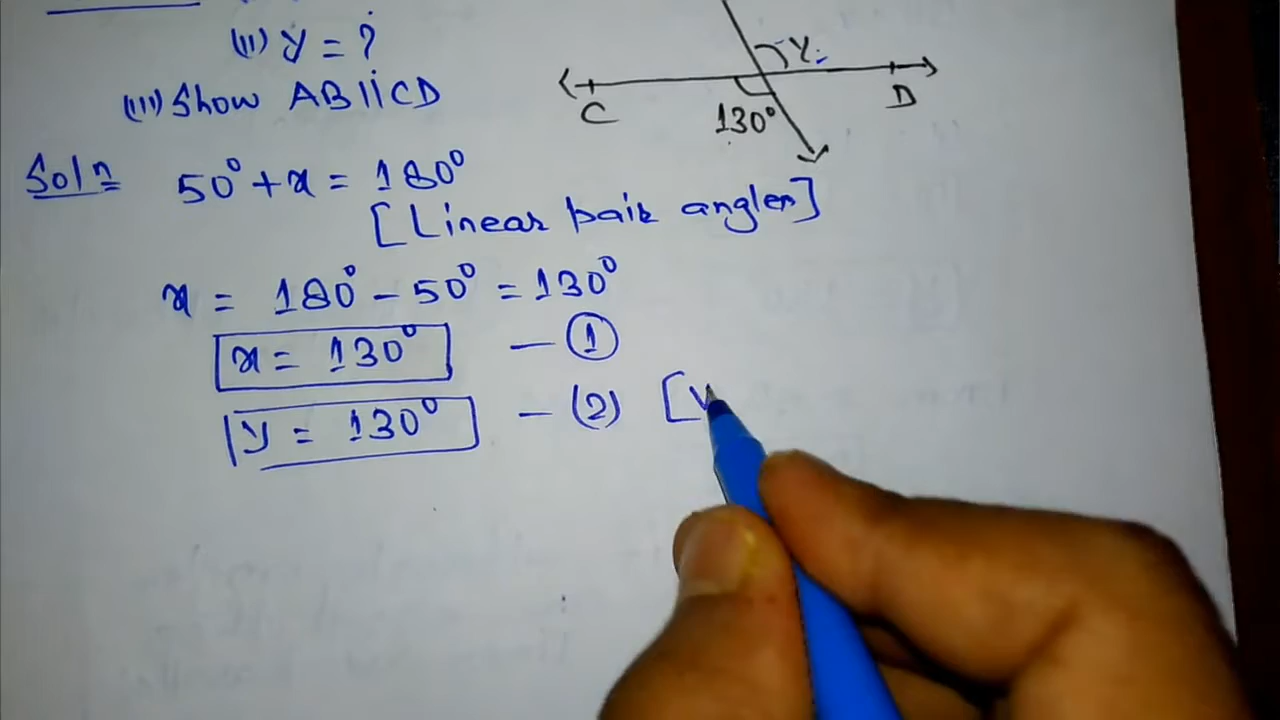 (ii) y = ?
(iii) Show AB || CD
y
C
D
130°
Soln 50° + x = 180°
[Linear pair angles]
x = 180° - 50° = 130°
x = 130° — ①
y = 130° — (2) [V